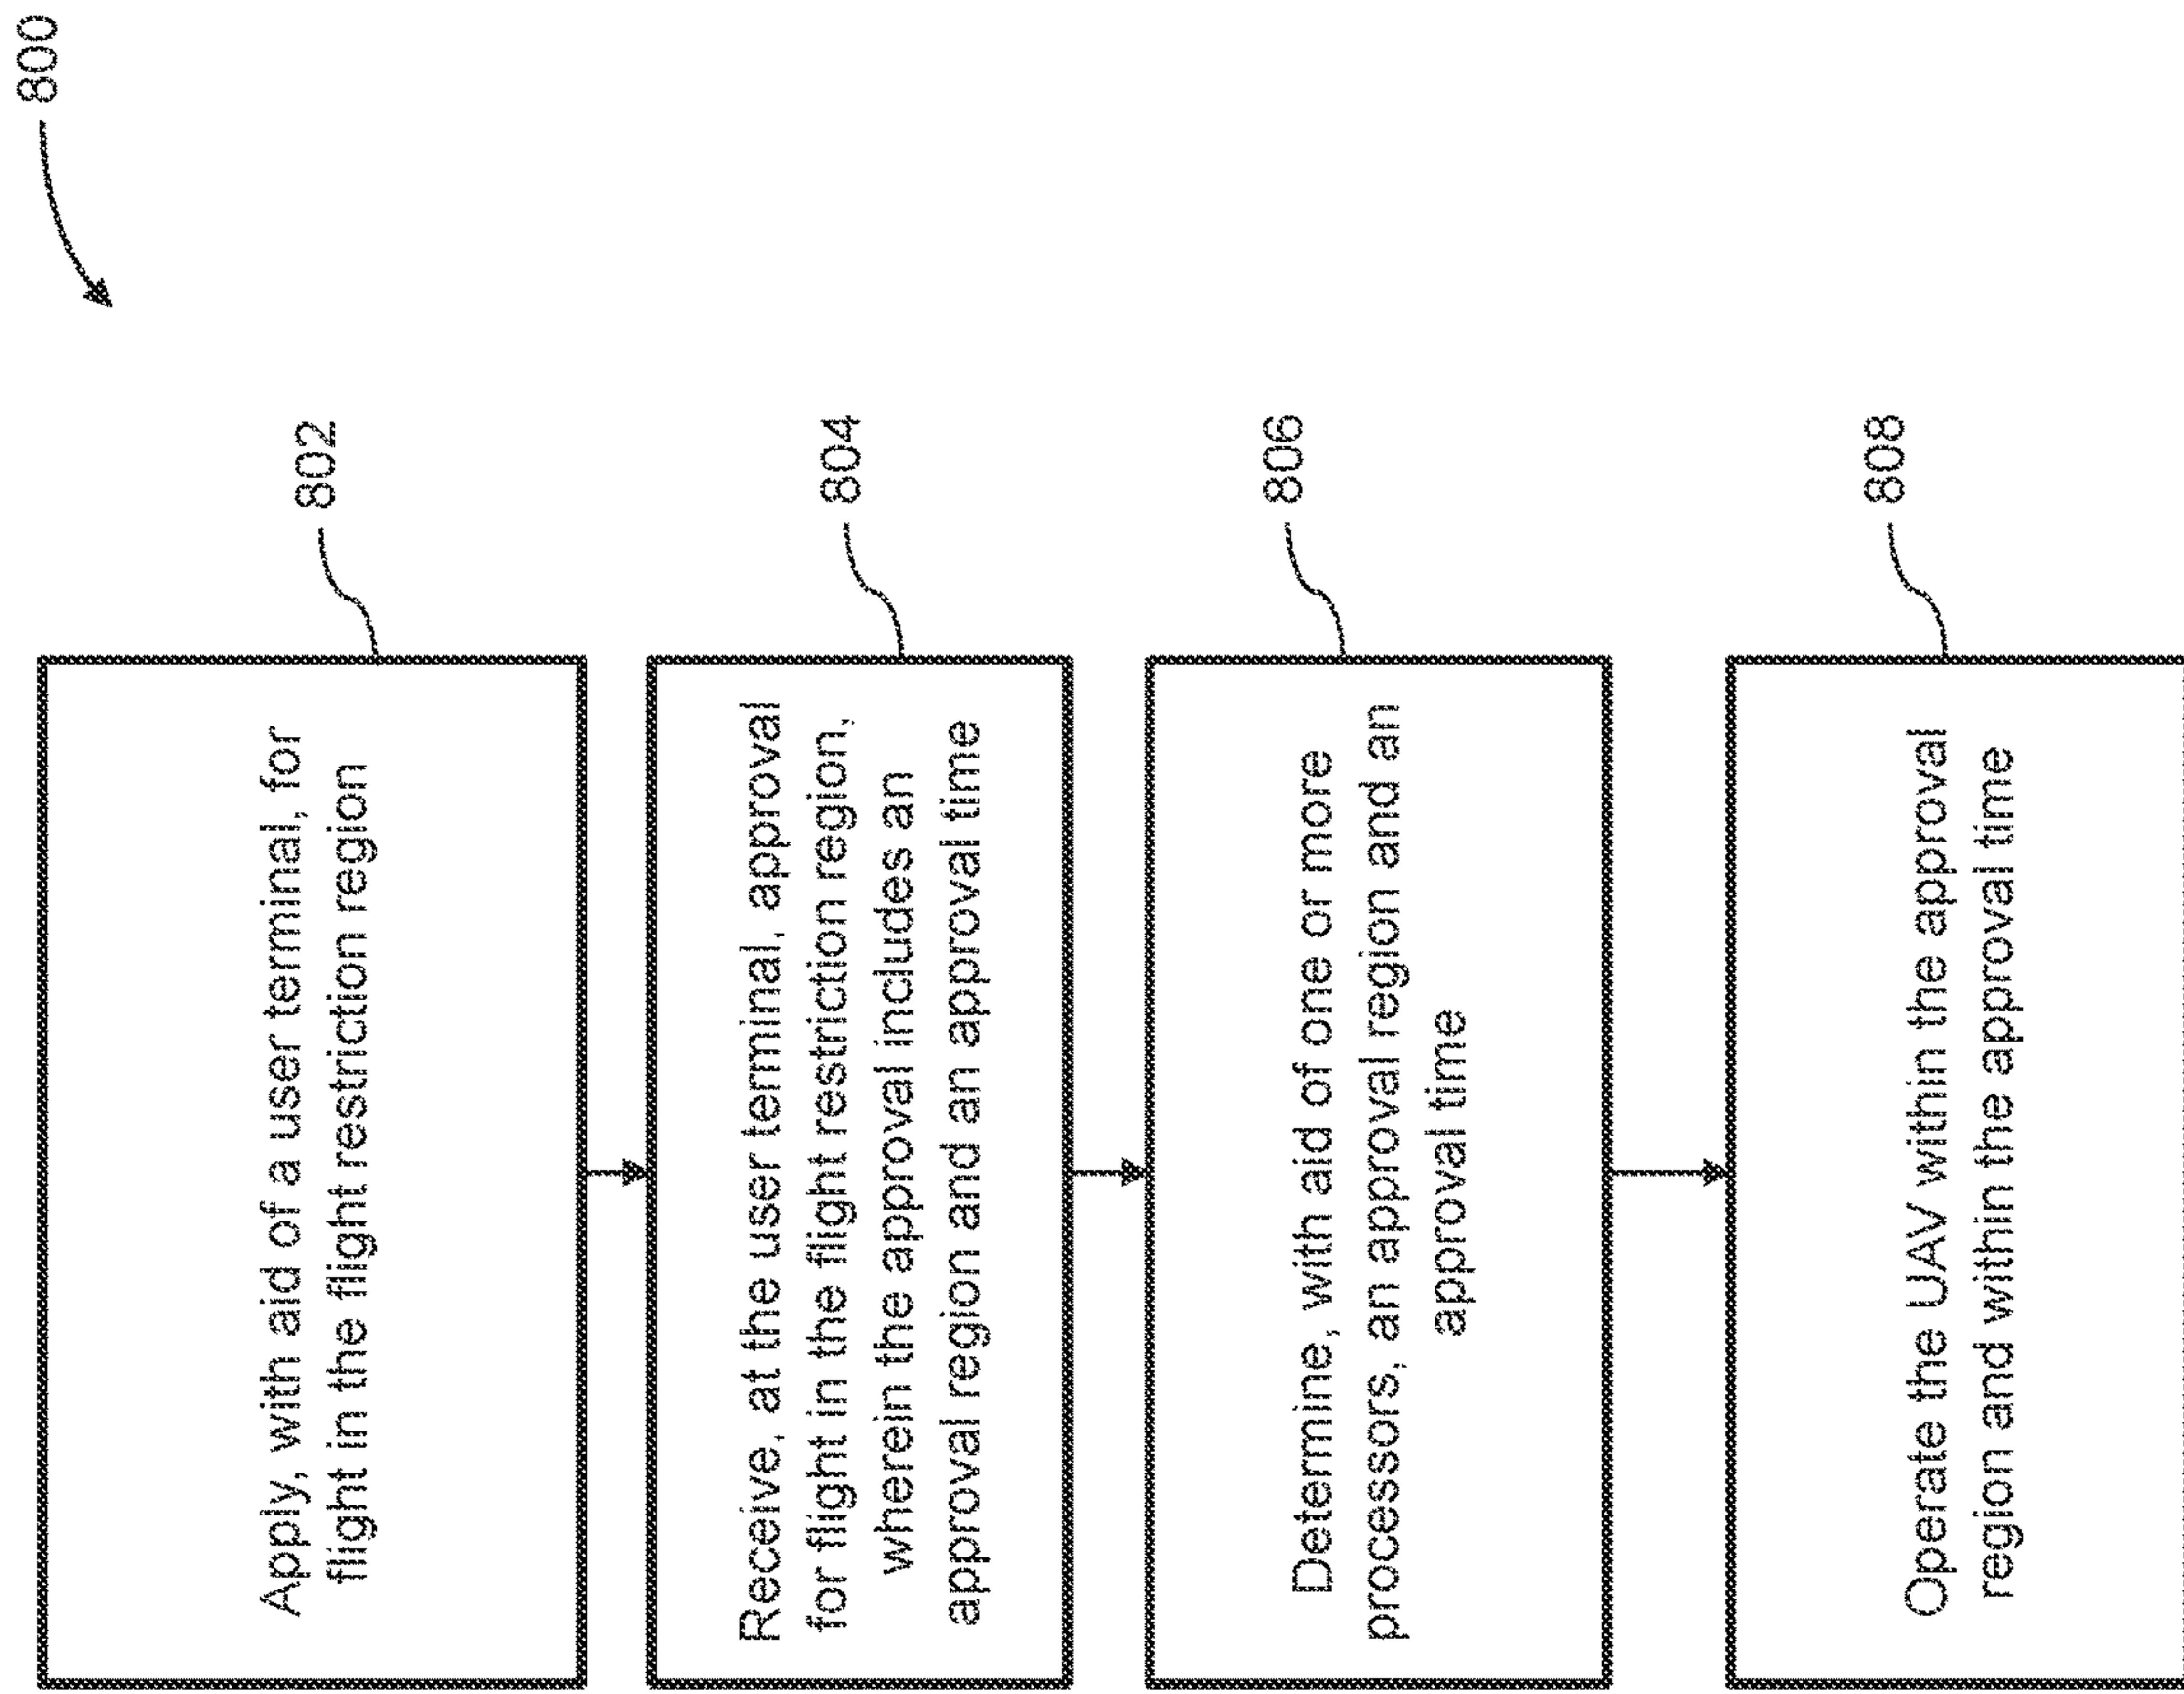 800
Apply, with aid of a user terminal, for
flight in the flight restriction region
802
Receive, at the user terminal, approval
for flight in the flight restriction region,
wherein the approval includes an
approval region and an approval time
804
Determine, with aid of one or more
processors, an approval region and an
approval time
806
Operate the UAV within the approval
region and within the approval time
808